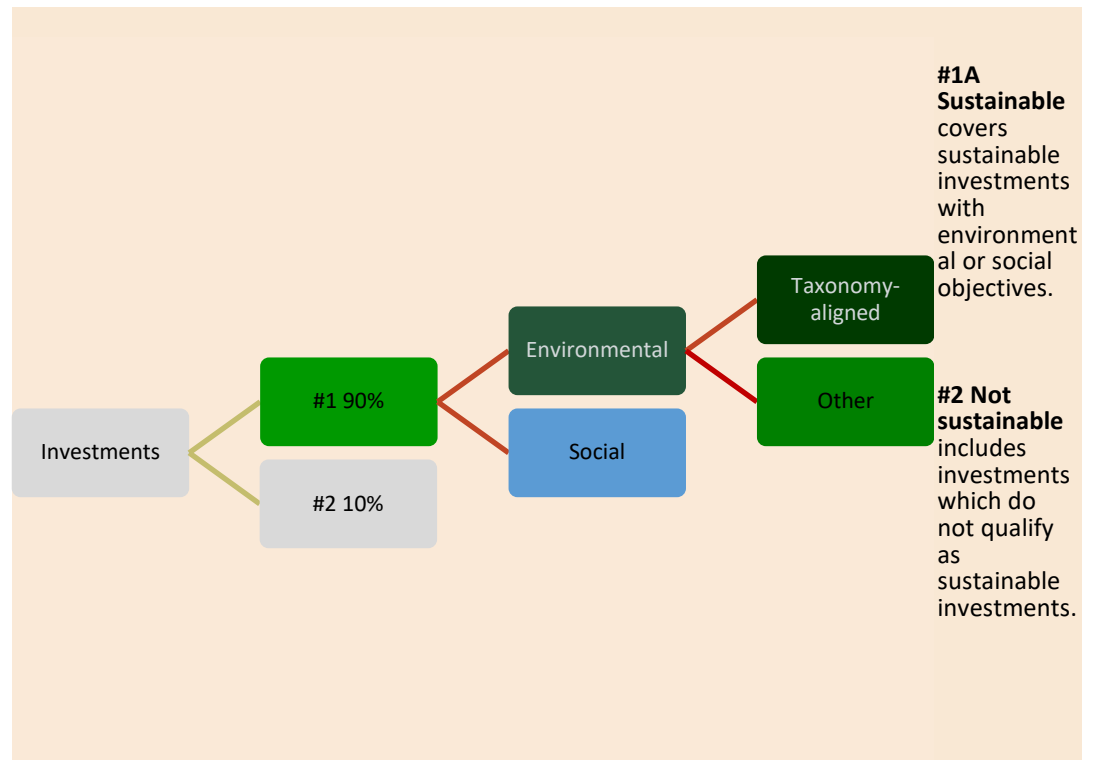 Investments
#1 90%
#2 10%
Environmental
Social
Taxonomy-
aligned
Other
#1A
Sustainable
covers
sustainable
investments
with
environment
al or social
objectives.
#2 Not
sustainable
includes
investments
which do
not qualify
as
sustainable
investments.